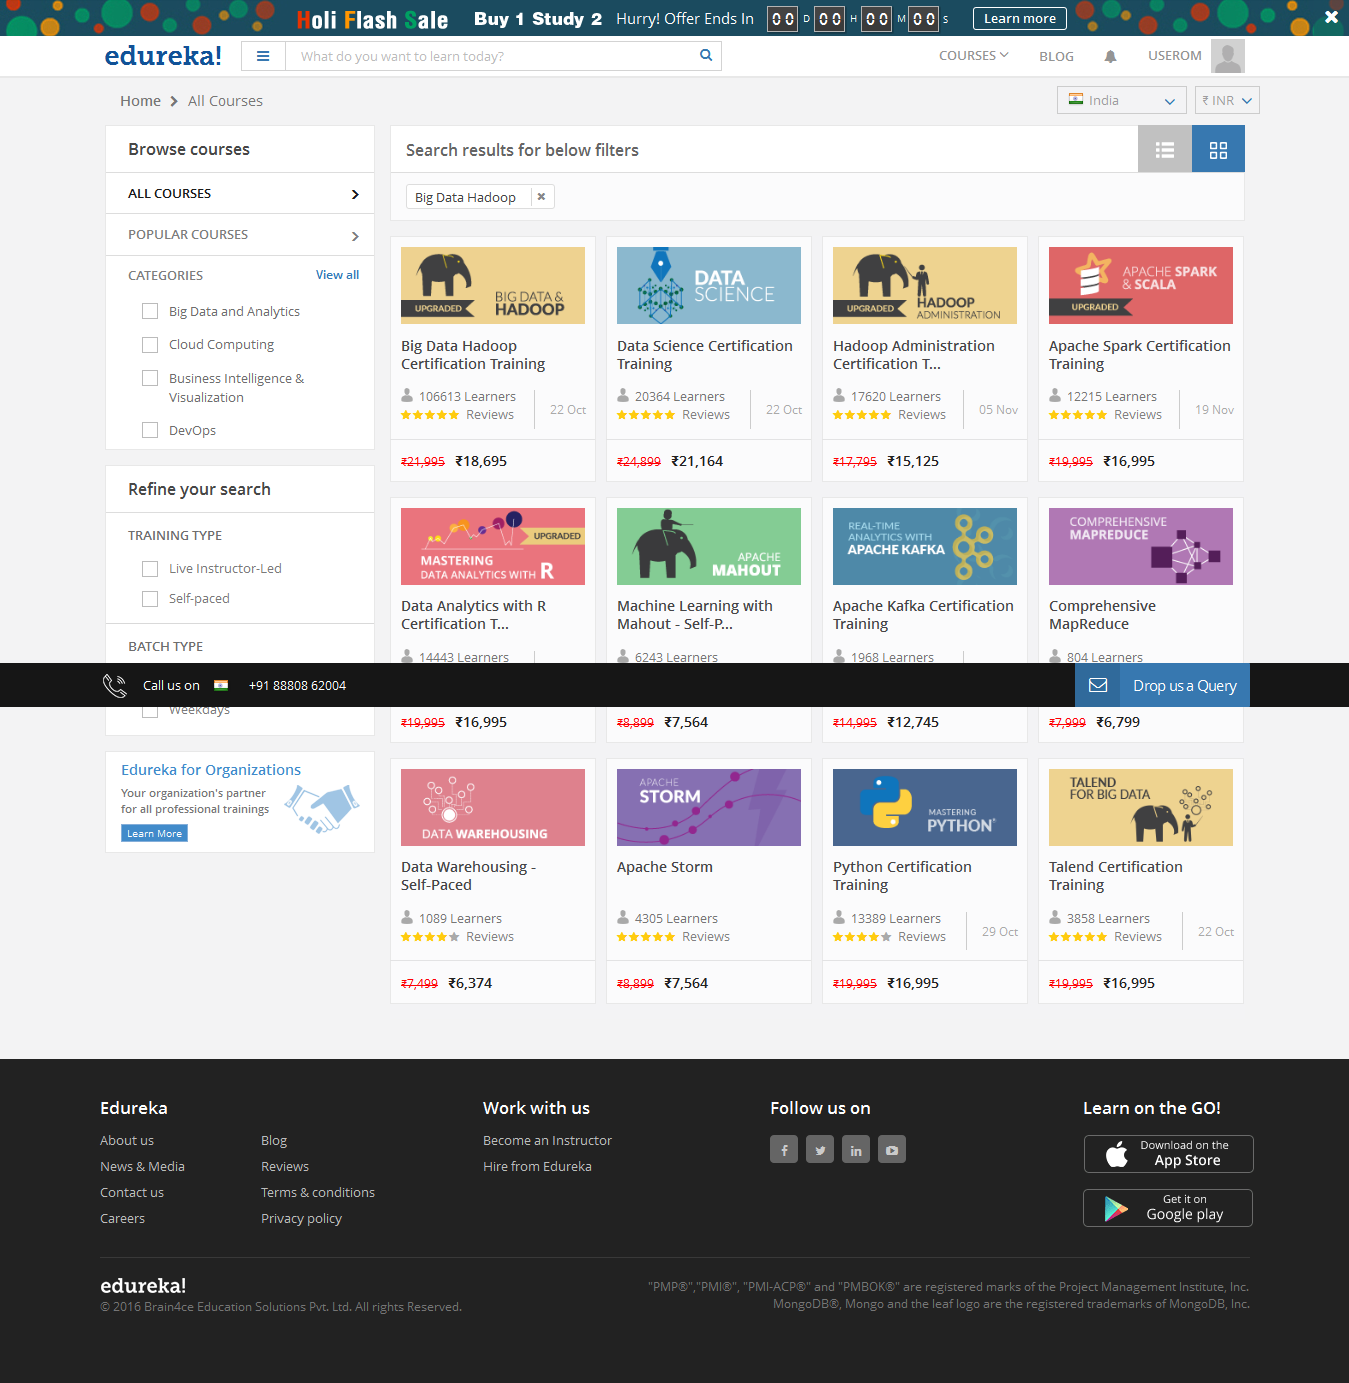 Holi Flash Sale Buy 1 Study 2 Hurry! Offer Ends In 00 D 00 H 00 M 00 S Learn more
edureka! What do you want to learn today? COURSES BLOG USEROM
Home All Courses India ₹ INR
Browse courses
ALL COURSES
POPULAR COURSES
CATEGORIES View all
Big Data and Analytics
Cloud Computing
Business Intelligence &
Visualization
DevOps
Refine your search
TRAINING TYPE
Live Instructor-Led
Self-paced
BATCH TYPE
Weekdays
Edureka for Organizations
Your organization's partner
for all professional trainings
Learn More
Search results for below filters
Big Data Hadoop
BIG DATA &
HADOOP
UPGRADED
Big Data Hadoop
Certification Training
106613 Learners
Reviews
22 Oct
₹21,995 ₹18,695
DATA
SCIENCE
Data Science Certification
Training
20364 Learners
Reviews
22 Oct
₹24,899 ₹21,164
HADOOP
ADMINISTRATION
UPGRADED
Hadoop Administration
Certification T...
17620 Learners
Reviews
05 Nov
₹17,795 ₹15,125
APACHE SPARK
& SCALA
UPGRADED
Apache Spark Certification
Training
12215 Learners
Reviews
19 Nov
₹19,995 ₹16,995
UPGRADED
MASTERING
DATA ANALYTICS WITH R
Data Analytics with R
Certification T...
14443 Learners
₹19,995 ₹16,995
APACHE
MAHOUT
Machine Learning with
Mahout - Self-P...
6243 Learners
₹8,899 ₹7,564
REAL-TIME
ANALYTICS WITH
APACHE KAFKA
Apache Kafka Certification
Training
1968 Learners
₹14,995 ₹12,745
COMPREHENSIVE
MAPREDUCE
Comprehensive
MapReduce
804 Learners
₹7,999 ₹6,799
Call us on +91 88808 62004 Drop us a Query
DATA WAREHOUSING
Data Warehousing -
Self-Paced
1089 Learners
Reviews
₹7,499 ₹6,374
APACHE
STORM
Apache Storm
4305 Learners
Reviews
₹8,899 ₹7,564
MASTERING
PYTHON®
Python Certification
Training
13389 Learners
Reviews
29 Oct
₹19,995 ₹16,995
TALEND
FOR BIG DATA
Talend Certification
Training
3858 Learners
Reviews
22 Oct
₹19,995 ₹16,995
Edureka
About us
News & Media
Contact us
Careers
Blog
Reviews
Terms & conditions
Privacy policy
Work with us
Become an Instructor
Hire from Edureka
Follow us on
Learn on the GO!
Download on the
App Store
Get it on
Google play
edureka!
© 2016 Brain4ce Education Solutions Pvt. Ltd. All rights Reserved.
"PMP®","PMI®", "PMI-ACP®" and "PMBOK®" are registered marks of the Project Management Institute, Inc.
MongoDB®, Mongo and the leaf logo are the registered trademarks of MongoDB, Inc.